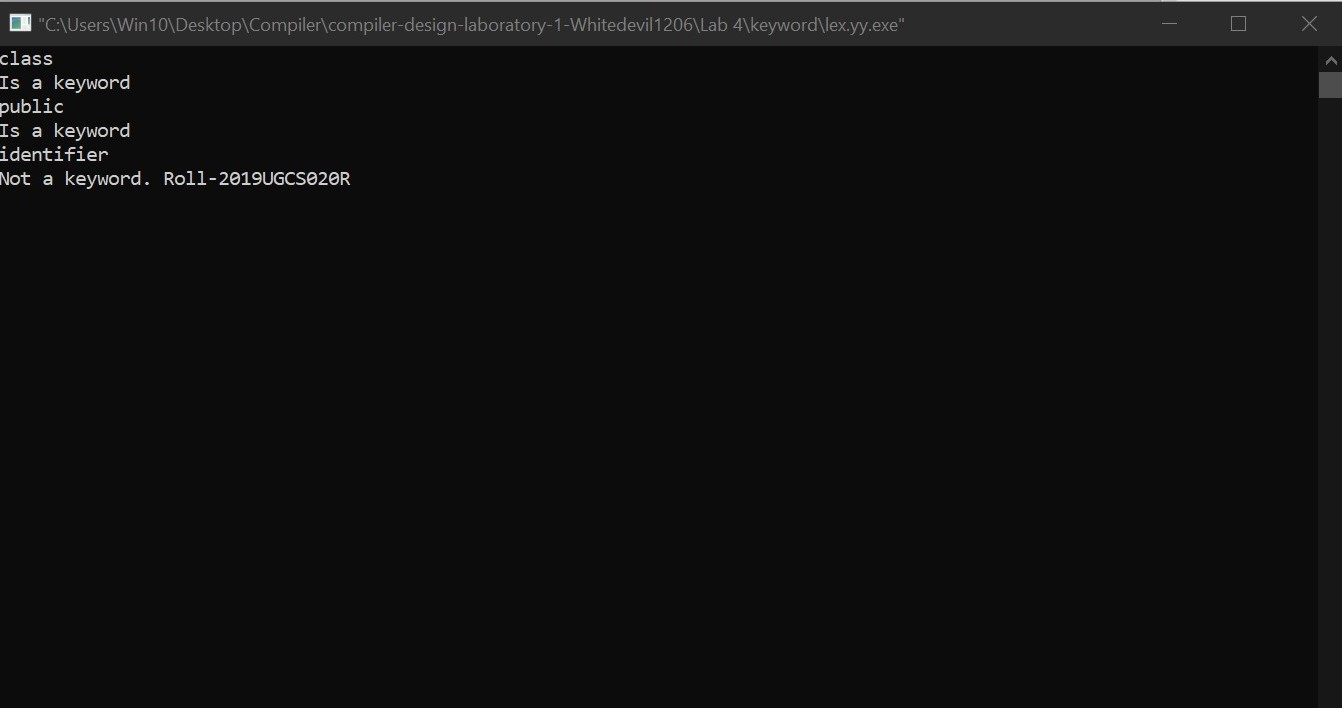 "C:\Users\Win10\Desktop\Compiler\compiler-design-laboratory-1-Whitedevil1206\Lab 4\keyword\lex.yy.exe"
class
Is a keyword
public
Is a keyword
identifier
Not a keyword. Roll-2019UGCS020R